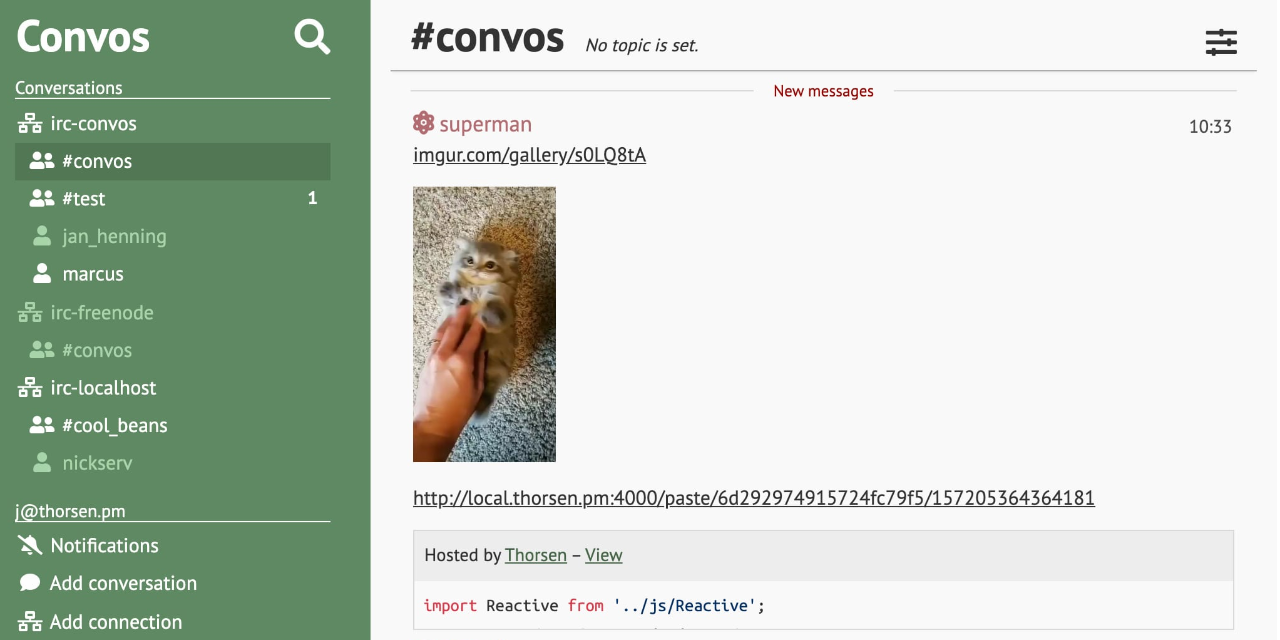 Convos
Conversations
irc-convos
#convos
#test 1
jan_henning
marcus
irc-freenode
#convos
irc-localhost
#cool_beans
nickserv
j@thorsen.pm
Notifications
Add conversation
Add connection
#convos No topic is set.
New messages
superman 10:33
imgur.com/gallery/s0LQ8tA
http://local.thorsen.pm:4000/paste/6d292974915724fc79f5/157205364364181
Hosted by Thorsen – View
import Reactive from '../js/Reactive';